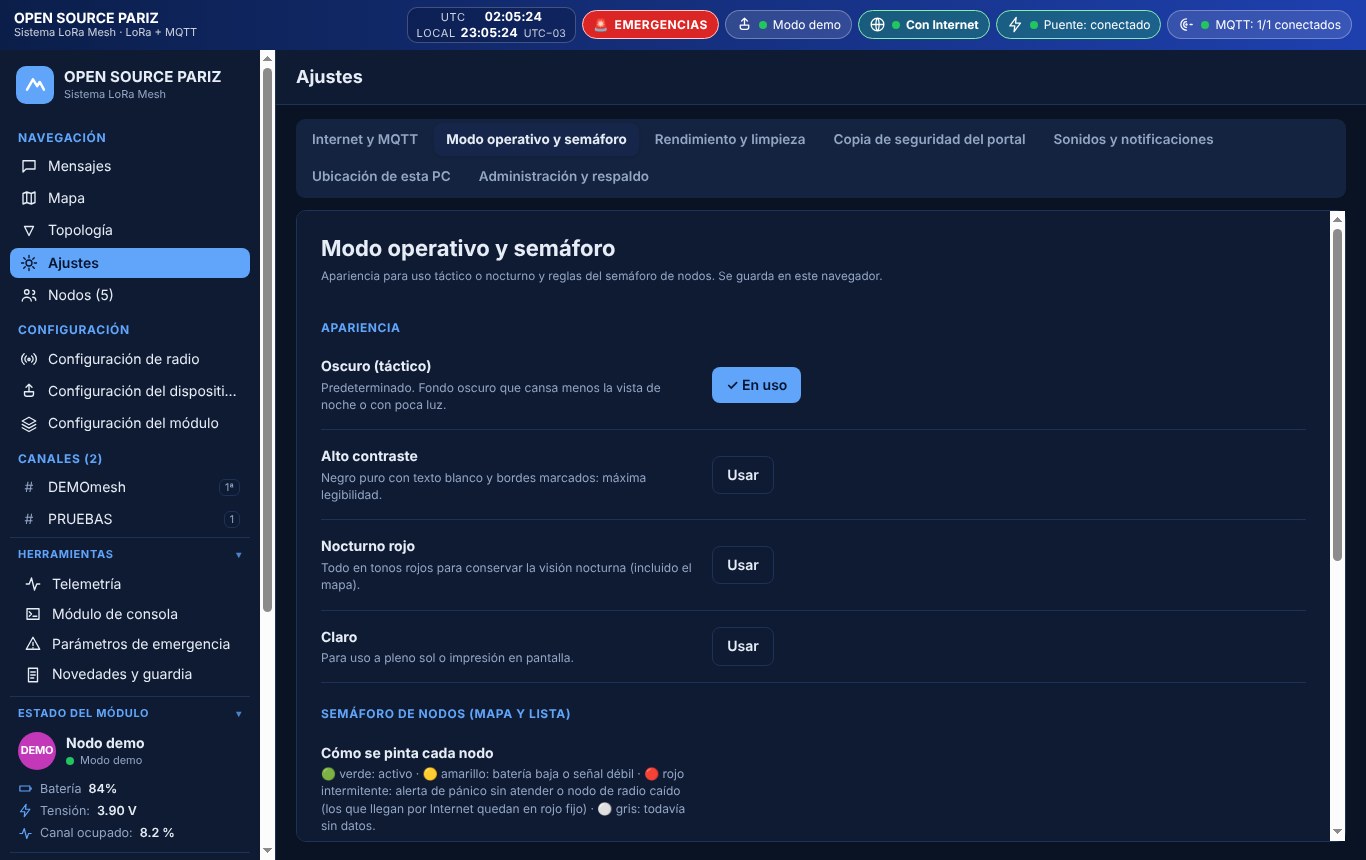 OPEN SOURCE PARIZ
Sistema LoRa Mesh · LoRa + MQTT
UTC 02:05:24
LOCAL 23:05:24 UTC−03
🚨 EMERGENCIAS
Modo demo
Con Internet
Puente: conectado
MQTT: 1/1 conectados
OPEN SOURCE PARIZ
Sistema LoRa Mesh
NAVEGACIÓN
Mensajes
Mapa
Topología
Ajustes
Nodos (5)
CONFIGURACIÓN
Configuración de radio
Configuración del dispositi...
Configuración del módulo
CANALES (2)
# DEMOmesh 1ª
# PRUEBAS 1
HERRAMIENTAS ▼
Telemetría
Módulo de consola
Parámetros de emergencia
Novedades y guardia
ESTADO DEL MÓDULO ▼
DEMO
Nodo demo
Modo demo
Batería 84%
Tensión: 3.90 V
Canal ocupado: 8.2 %
Ajustes
Internet y MQTT
Modo operativo y semáforo
Rendimiento y limpieza
Copia de seguridad del portal
Sonidos y notificaciones
Ubicación de esta PC
Administración y respaldo
Modo operativo y semáforo
Apariencia para uso táctico o nocturno y reglas del semáforo de nodos. Se guarda en este navegador.
APARIENCIA
Oscuro (táctico)
Predeterminado. Fondo oscuro que cansa menos la vista de
noche o con poca luz.
✓ En uso
Alto contraste
Negro puro con texto blanco y bordes marcados: máxima
legibilidad.
Usar
Nocturno rojo
Todo en tonos rojos para conservar la visión nocturna (incluido el
mapa).
Usar
Claro
Para uso a pleno sol o impresión en pantalla.
Usar
SEMÁFORO DE NODOS (MAPA Y LISTA)
Cómo se pinta cada nodo
🟢 verde: activo · 🟡 amarillo: batería baja o señal débil · 🔴 rojo
intermitente: alerta de pánico sin atender o nodo de radio caído
(los que llegan por Internet quedan en rojo fijo) · ⚪ gris: todavía
sin datos.